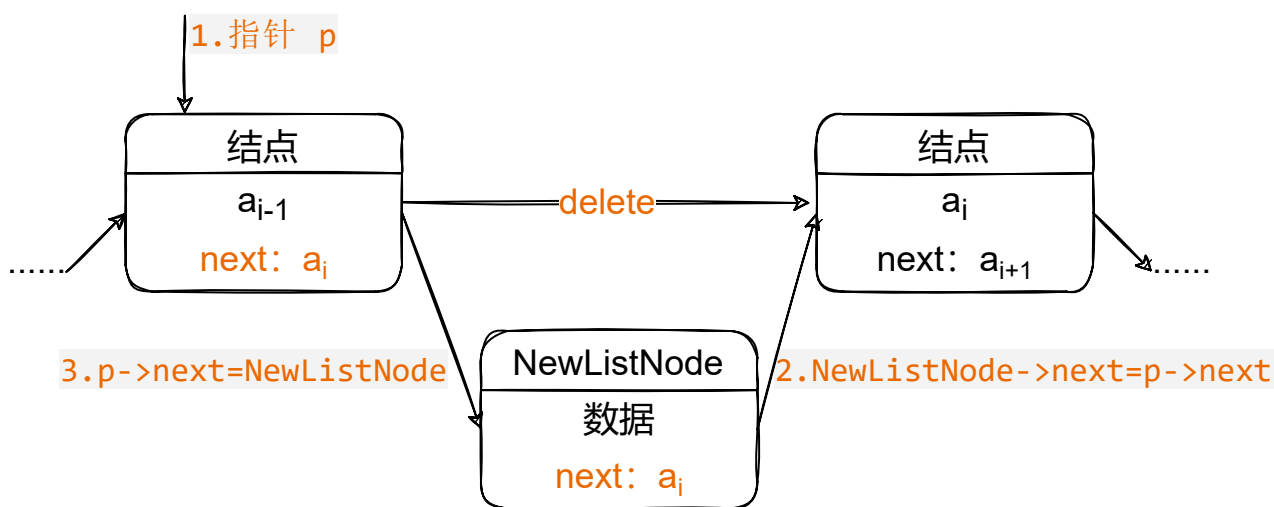 1.指针 p
结点
a_{i-1}
next：a_i
delete
结点
a_i
next：a_{i+1}
......
......
3.p->next=NewListNode
NewListNode
数据
next：a_i
2.NewListNode->next=p->next